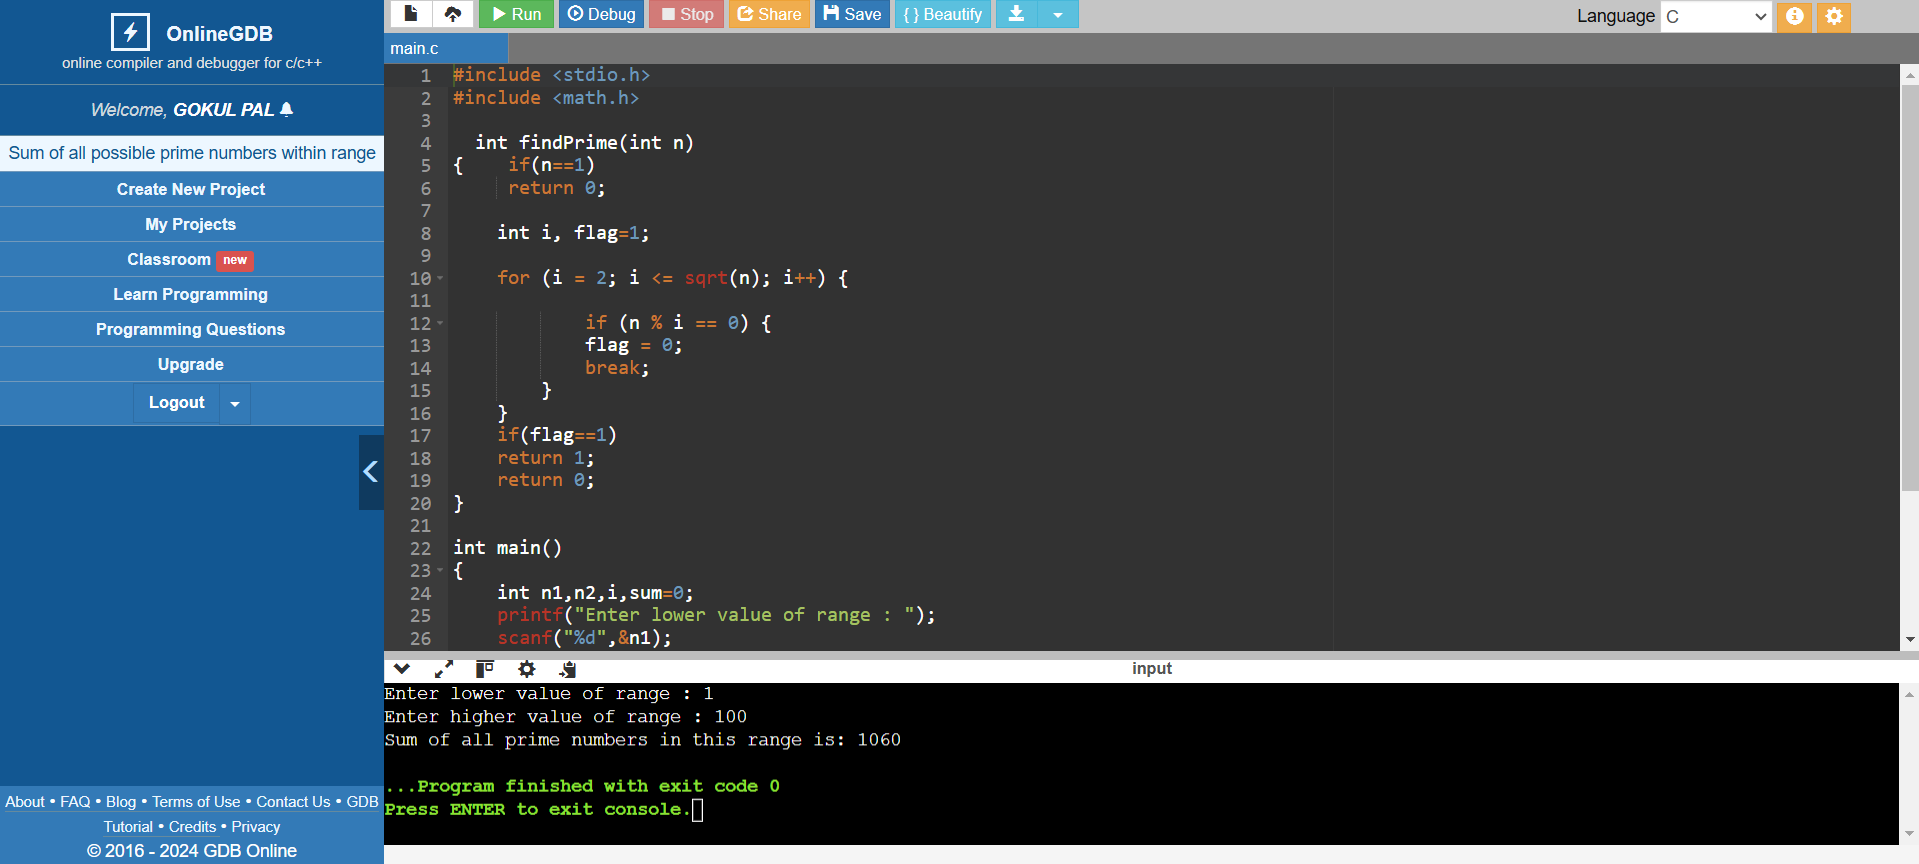 OnlineGDB
online compiler and debugger for c/c++
Welcome, GOKUL PAL
Sum of all possible prime numbers within range
Create New Project
My Projects
Classroom new
Learn Programming
Programming Questions
Upgrade
Logout
About • FAQ • Blog • Terms of Use • Contact Us • GDB
Tutorial • Credits • Privacy
© 2016 - 2024 GDB Online
Run Debug Stop Share Save { } Beautify Language C
main.c
1 #include <stdio.h>
2 #include <math.h>
3
4 int findPrime(int n)
5 { if(n==1)
6 return 0;
7
8 int i, flag=1;
9
10 for (i = 2; i <= sqrt(n); i++) {
11
12 if (n % i == 0) {
13 flag = 0;
14 break;
15 }
16 }
17 if(flag==1)
18 return 1;
19 return 0;
20 }
21
22 int main()
23 {
24 int n1,n2,i,sum=0;
25 printf("Enter lower value of range : ");
26 scanf("%d",&n1);
input
Enter lower value of range : 1
Enter higher value of range : 100
Sum of all prime numbers in this range is: 1060
...Program finished with exit code 0
Press ENTER to exit console.